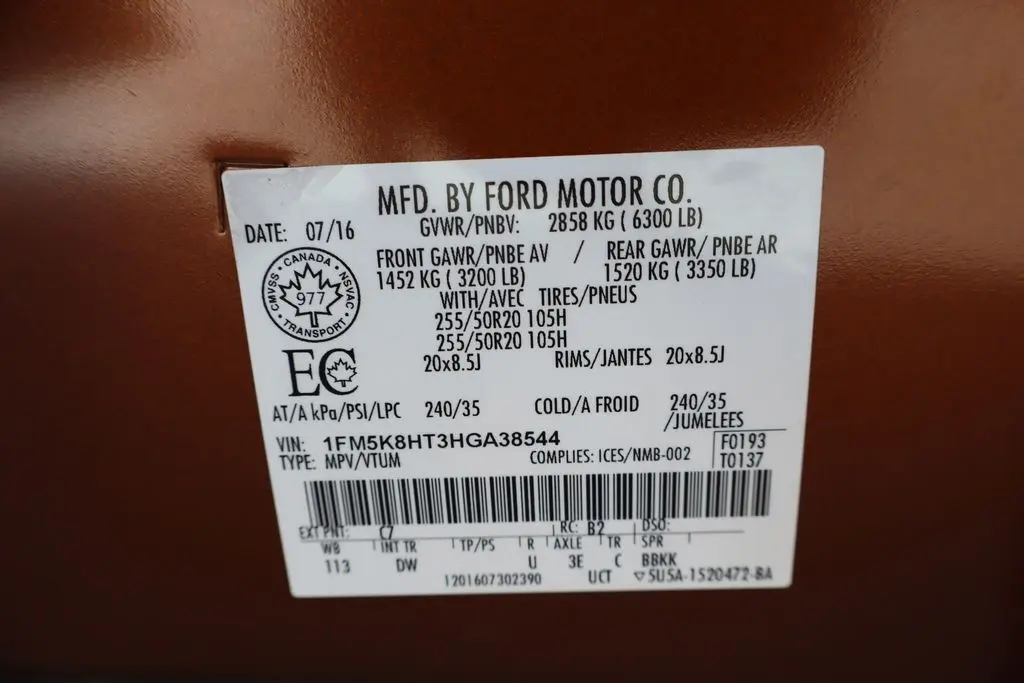 MFD. BY FORD MOTOR CO.
DATE: 07/16
GVWR/PNBV: 2858 KG ( 6300 LB)
FRONT GAWR/PNBE AV / REAR GAWR/ PNBE AR
1452 KG ( 3200 LB) 1520 KG ( 3350 LB)
WITH/AVEC TIRES/PNEUS
255/50R20 105H
255/50R20 105H
20x8.5J RIMS/JANTES 20x8.5J
CMVSS · CANADA · NSVAC · TRANSPORT ·
977
EC
AT/A kPa/PSI/LPC 240/35 COLD/A FROID 240/35
/JUMELEES
VIN: 1FM5K8HT3HGA38544
F0193
TYPE: MPV/VTUM COMPLIES: ICES/NMB-002
T0137
EXT PNT: C7 RC: B2 DSO:
WB INT TR TP/PS R AXLE TR SPR
113 DW U 3E C BBKK
1201607302390 UCT ▽5U5A-1520472-BA